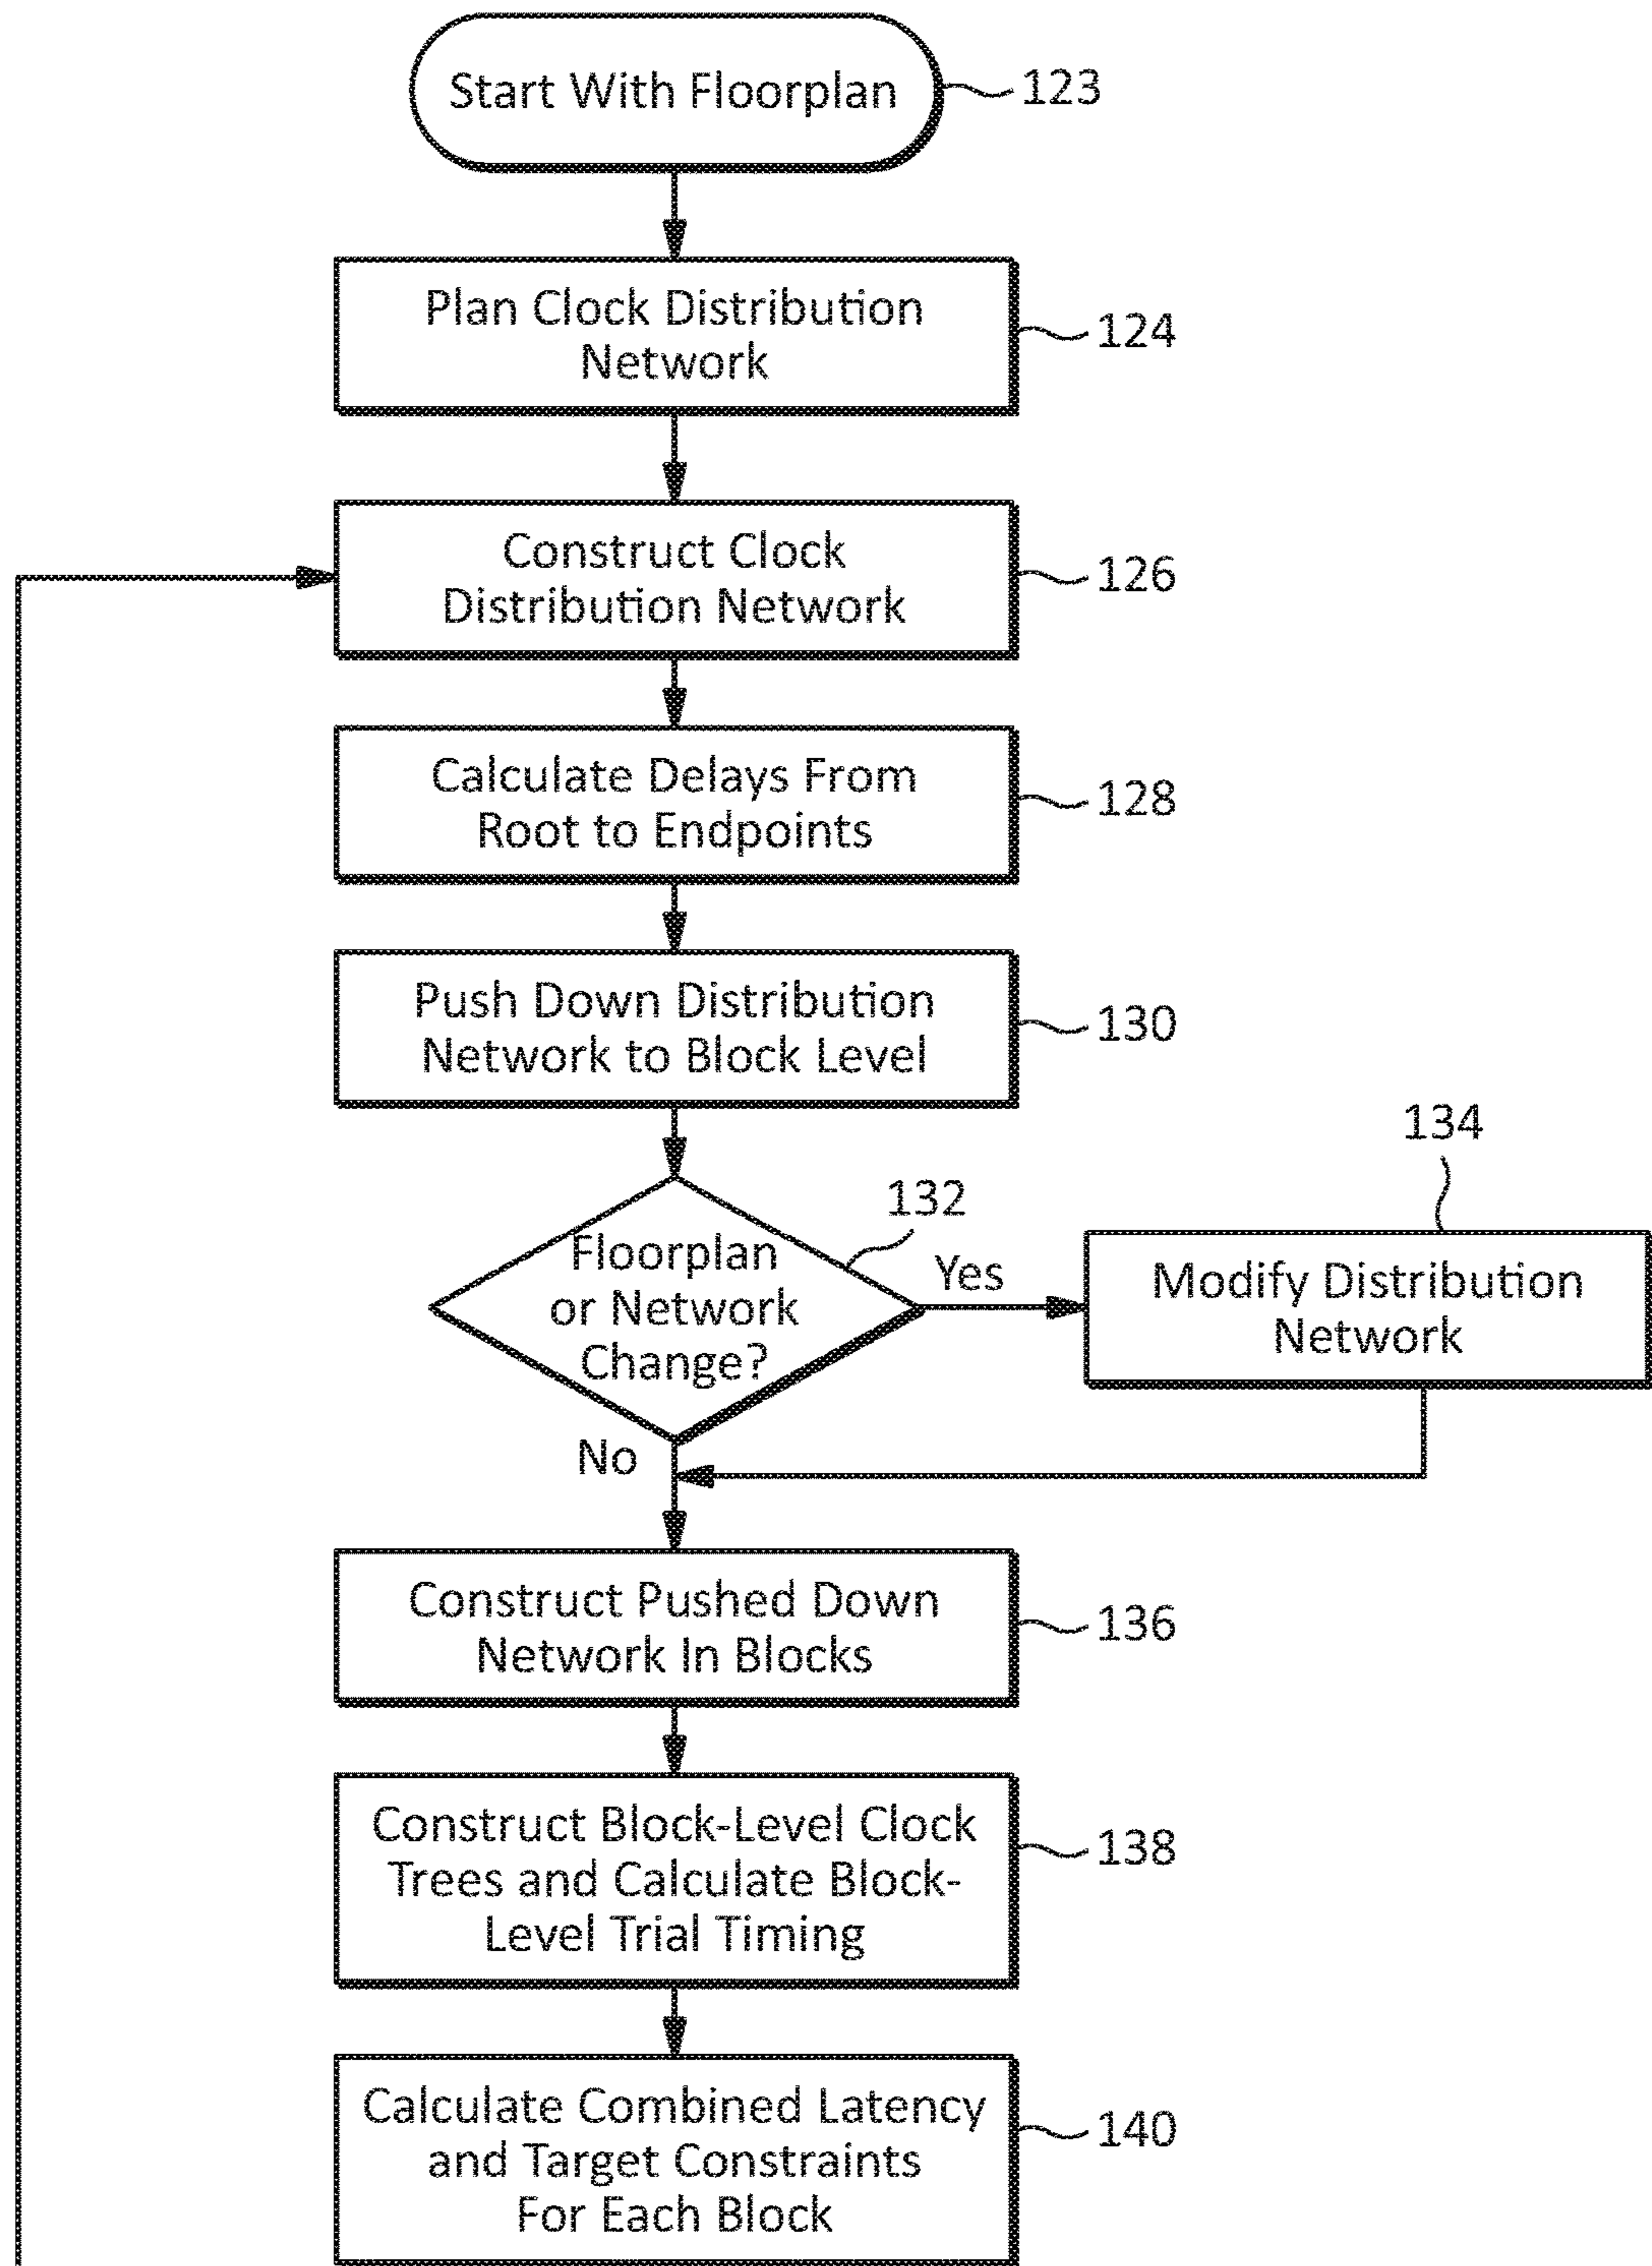 Start With Floorplan
123
Plan Clock Distribution
Network
124
Construct Clock
Distribution Network
126
Calculate Delays From
Root to Endpoints
128
Push Down Distribution
Network to Block Level
130
134
132
Floorplan
or Network
Change?
Yes
Modify Distribution
Network
No
Construct Pushed Down
Network In Blocks
136
Construct Block-Level Clock
Trees and Calculate Block-
Level Trial Timing
138
Calculate Combined Latency
and Target Constraints
For Each Block
140